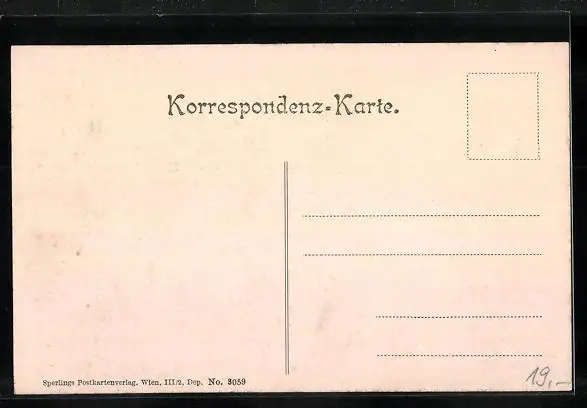 Korrespondenz-Karte.
Sperlings Postkartenverlag, Wien, III/2, Dep. No. 3059
19,-